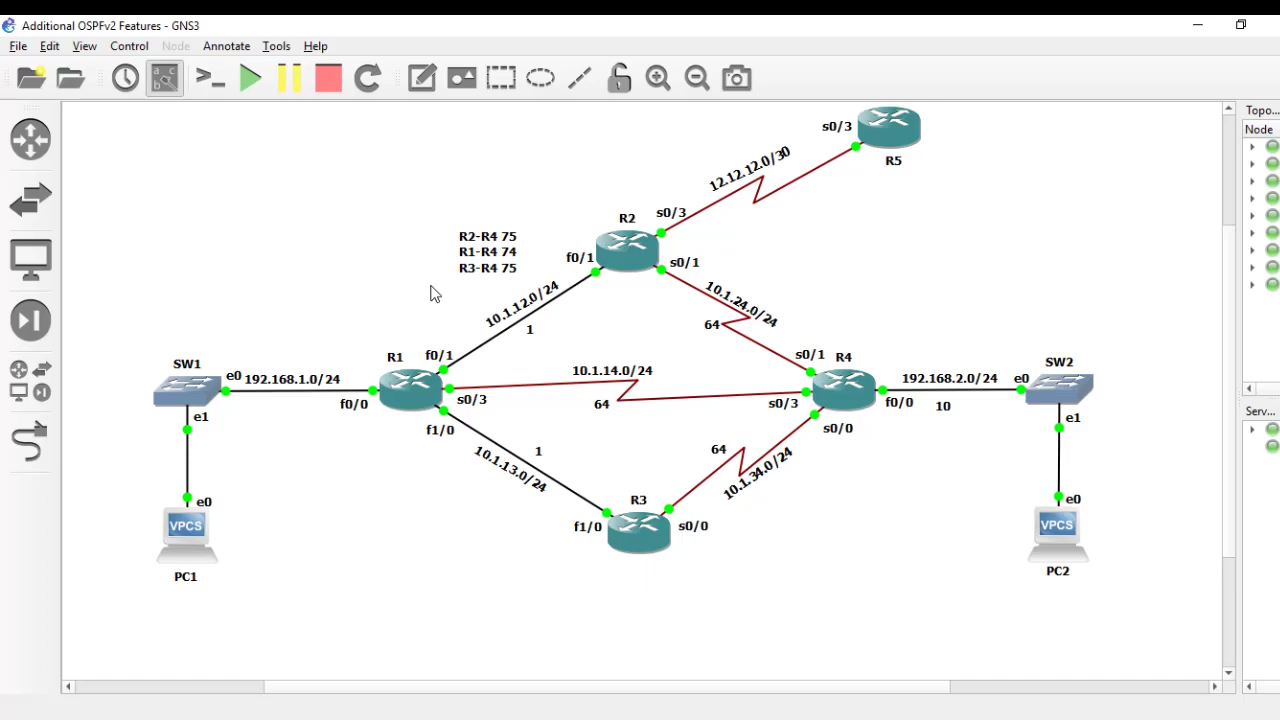 Additional OSPFv2 Features - GNS3
File Edit View Control Node Annotate Tools Help
Topo...
Node
Serv...
s0/3
R5
12.12.12.0/30
R2
s0/3
R2-R4 75
R1-R4 74
R3-R4 75
f0/1
s0/1
10.1.12.0/24
1
10.1.24.0/24
64
SW1
e0
192.168.1.0/24
e1
R1
f0/1
f0/0
s0/3
f1/0
10.1.14.0/24
64
s0/1
R4
s0/3
f0/0
s0/0
192.168.2.0/24
10
SW2
e0
e1
1
10.1.13.0/24
64
10.1.34.0/24
R3
f1/0
s0/0
e0
VPCS
PC1
e0
VPCS
PC2